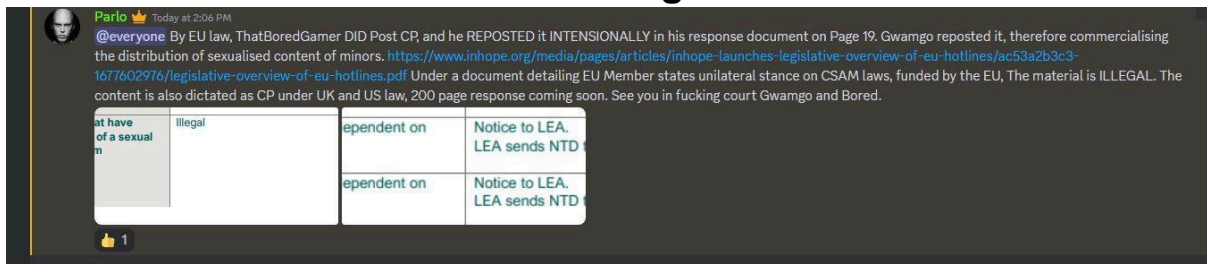 Parlo Today at 2:06 PM
@everyone By EU law, ThatBoredGamer DID Post CP, and he REPOSTED it INTENSIONALLY in his response document on Page 19. Gwamgo reposted it, therefore commercialising
the distribution of sexualised content of minors. https://www.inhope.org/media/pages/articles/inhope-launches-legislative-overview-of-eu-hotlines/ac53a2b3c3-
1677602976/legislative-overview-of-eu-hotlines.pdf Under a document detailing EU Member states unilateral stance on CSAM laws, funded by the EU, The material is ILLEGAL. The
content is also dictated as CP under UK and US law, 200 page response coming soon. See you in fucking court Gwamgo and Bored.
at have
of a sexual
m
Illegal
ependent on
Notice to LEA.
LEA sends NTD
ependent on
Notice to LEA.
LEA sends NTD
1